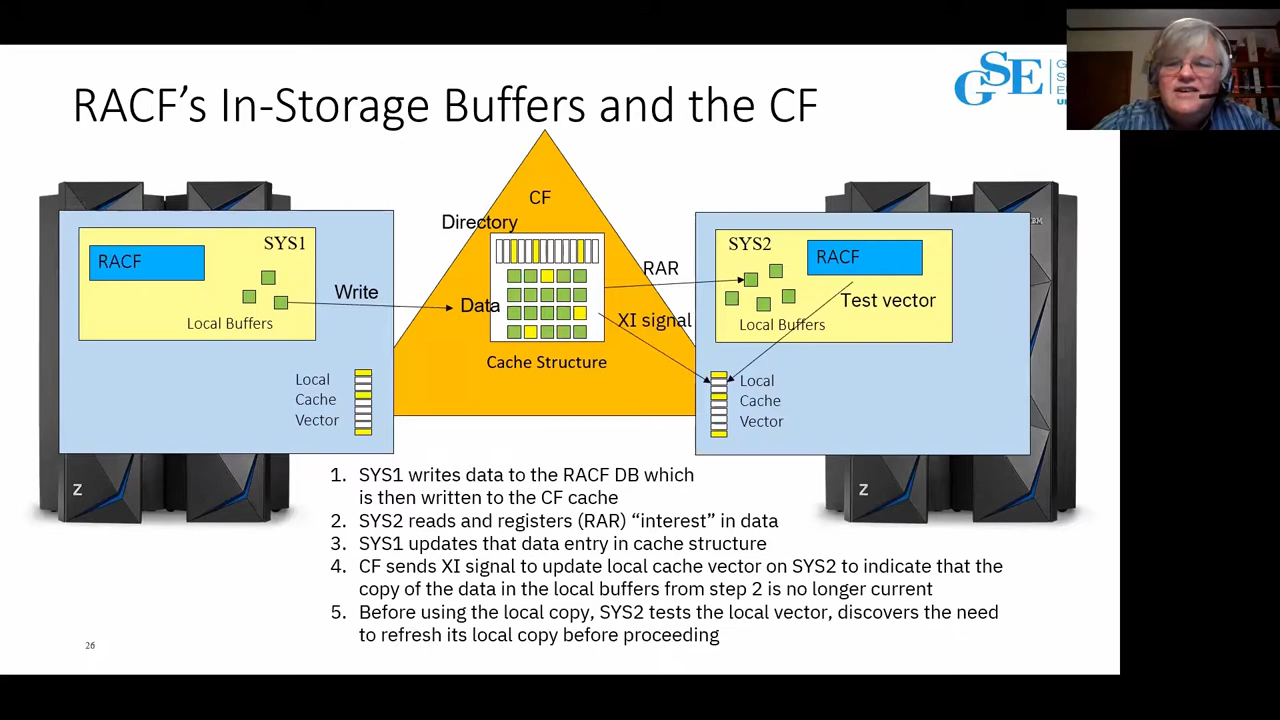 RACF's In-Storage Buffers and the CF
GSE
G
S
E
CF
Directory
SYS1
RACF
Local Buffers
Write
Data
Cache Structure
RAR
XI signal
SYS2
RACF
Test vector
Local Buffers
Local
Cache
Vector
Local
Cache
Vector
IBM
Z
Z
1. SYS1 writes data to the RACF DB which
is then written to the CF cache
2. SYS2 reads and registers (RAR) “interest” in data
3. SYS1 updates that data entry in cache structure
4. CF sends XI signal to update local cache vector on SYS2 to indicate that the
copy of the data in the local buffers from step 2 is no longer current
5. Before using the local copy, SYS2 tests the local vector, discovers the need
to refresh its local copy before proceeding
26